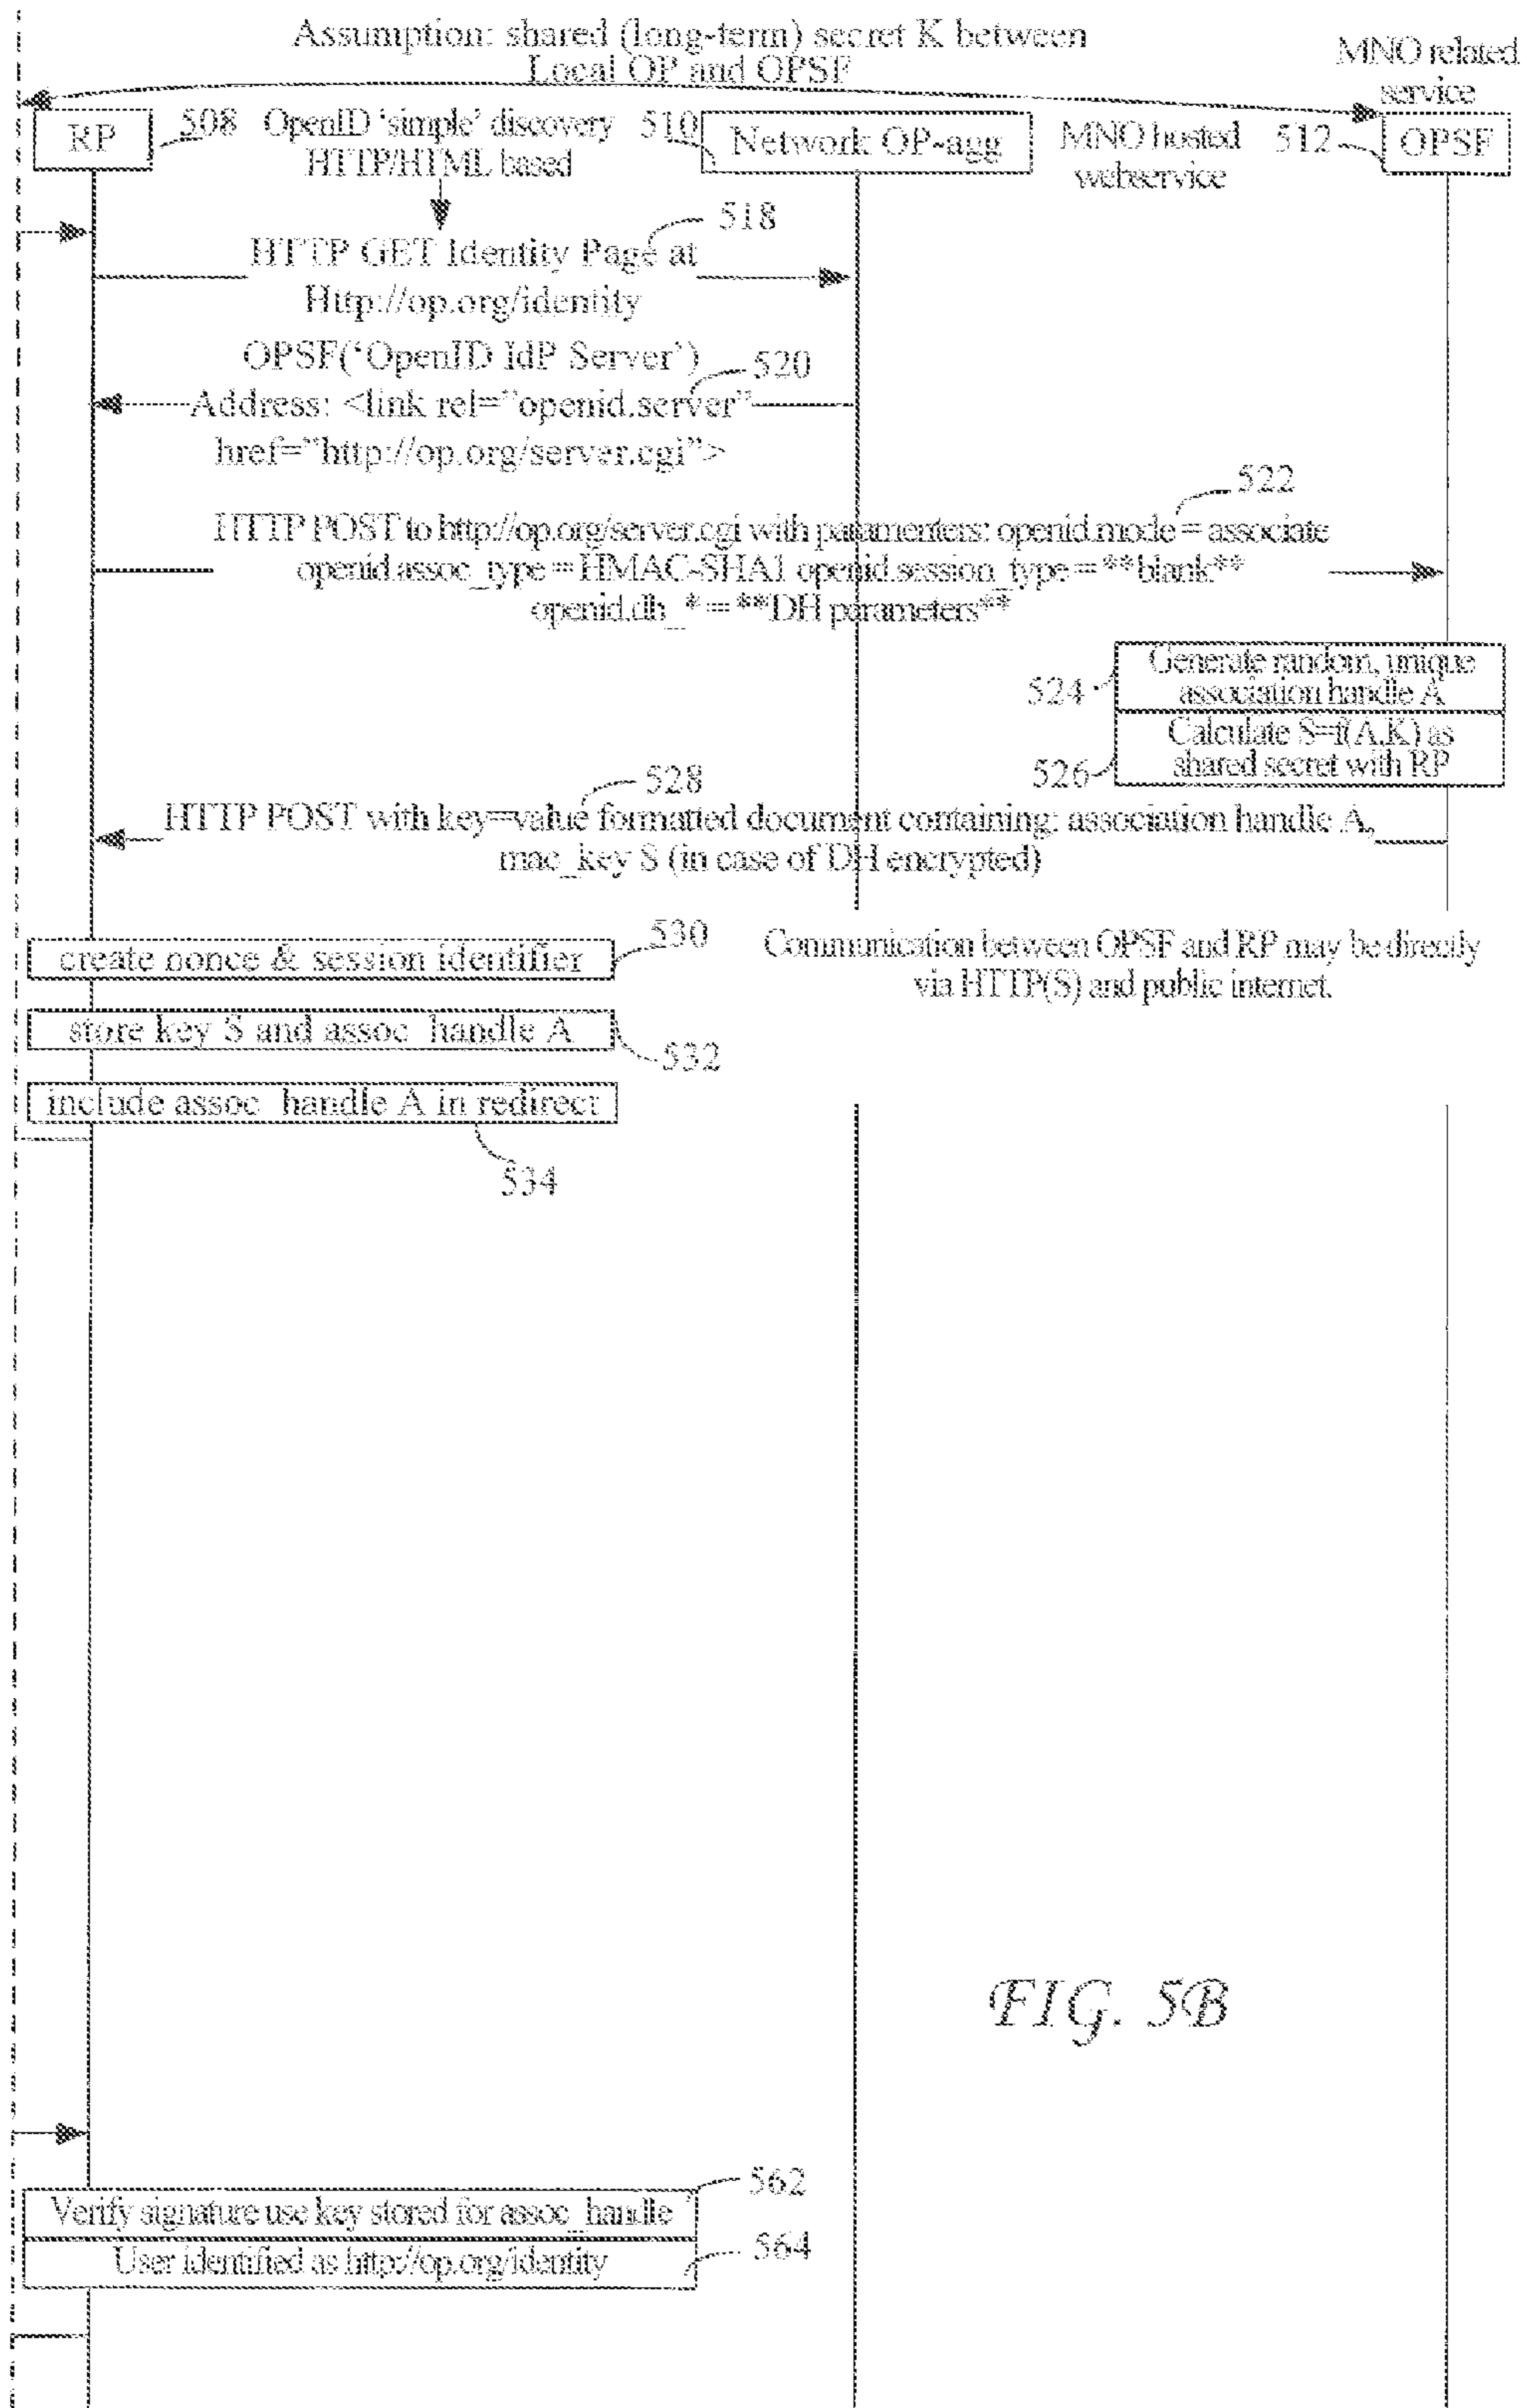 Assumption: shared (long-term) secret K between
Local OP and OPSF
MNO related
service
RP
508
OpenID 'simple' discovery
HTTP/HTML based
510
Network OP-agg
MNO hosted
webservice
512
OPSF
518
HTTP GET Identity Page at
Http://op.org/identity
OPSF('OpenID IdP Server')
520
Address: <link rel="openid.server"
href="http://op.org/server.cgi">
522
HTTP POST to http://op.org/server.cgi with paramenters: openid.mode = associate
openid.assoc_type = HMAC-SHA1 openid.session_type = **blank**
openid.dh_* = **DH parameters**
524
Generate random, unique
association handle A
526
Calculate S=f(A,K) as
shared secret with RP
528
HTTP POST with key=value formatted document containing: association handle A,
mac_key S (in case of DH encrypted)
530
create nonce & session identifier
Communication between OPSF and RP may be directly
via HTTP(S) and public internet.
store key S and assoc_handle A
532
include assoc_handle A in redirect
534
FIG. 5B
562
Verify signature use key stored for assoc_handle
User identified as http://op.org/identity
564